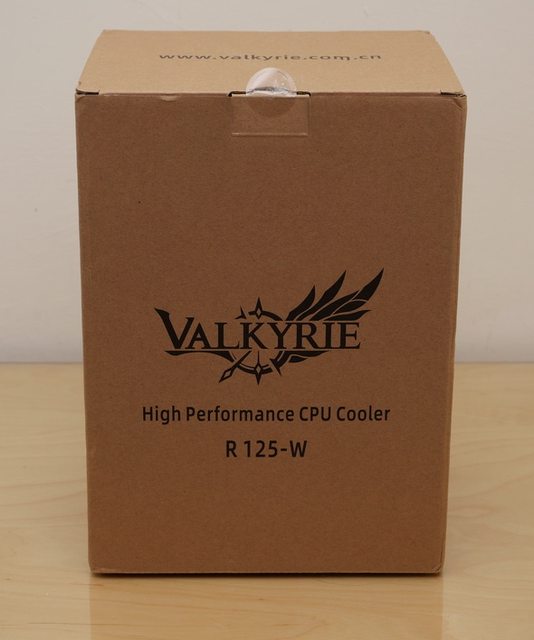 www.valkyrie.com.cn
VALKYRIE
High Performance CPU Cooler
R 125-W